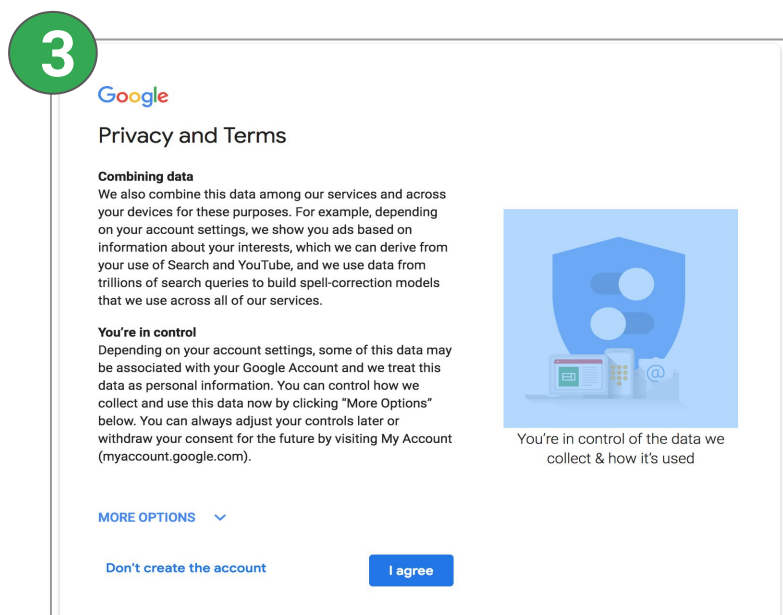 3
Google
Privacy and Terms
Combining data
We also combine this data among our services and across
your devices for these purposes. For example, depending
on your account settings, we show you ads based on
information about your interests, which we can derive from
your use of Search and YouTube, and we use data from
trillions of search queries to build spell-correction models
that we use across all of our services.
You’re in control
Depending on your account settings, some of this data may
be associated with your Google Account and we treat this
data as personal information. You can control how we
collect and use this data now by clicking “More Options”
below. You can always adjust your controls later or
withdraw your consent for the future by visiting My Account
(myaccount.google.com).
@
You’re in control of the data we
collect & how it’s used
MORE OPTIONS
Don't create the account
I agree